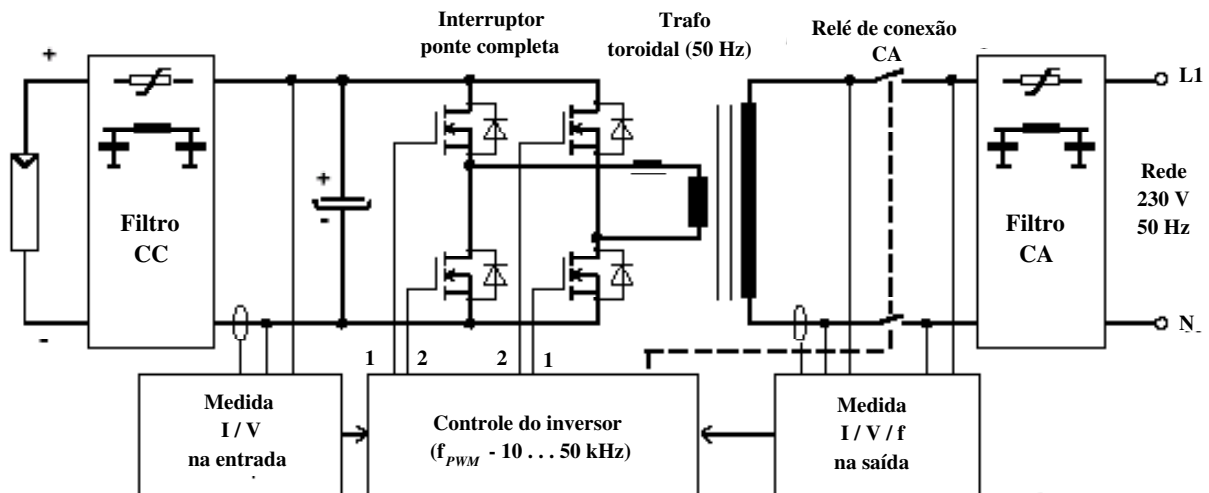 Interruptor
ponte completa
Trafo
toroidal (50 Hz)
Relé de conexão
CA
+
-
Filtro
CC
+
-
L1
Rede
230 V
50 Hz
Filtro
CA
N
1 2 2 1
Medida
I / V
na entrada
Controle do inversor
(fPWM - 10 . . . 50 kHz)
Medida
I / V / f
na saída